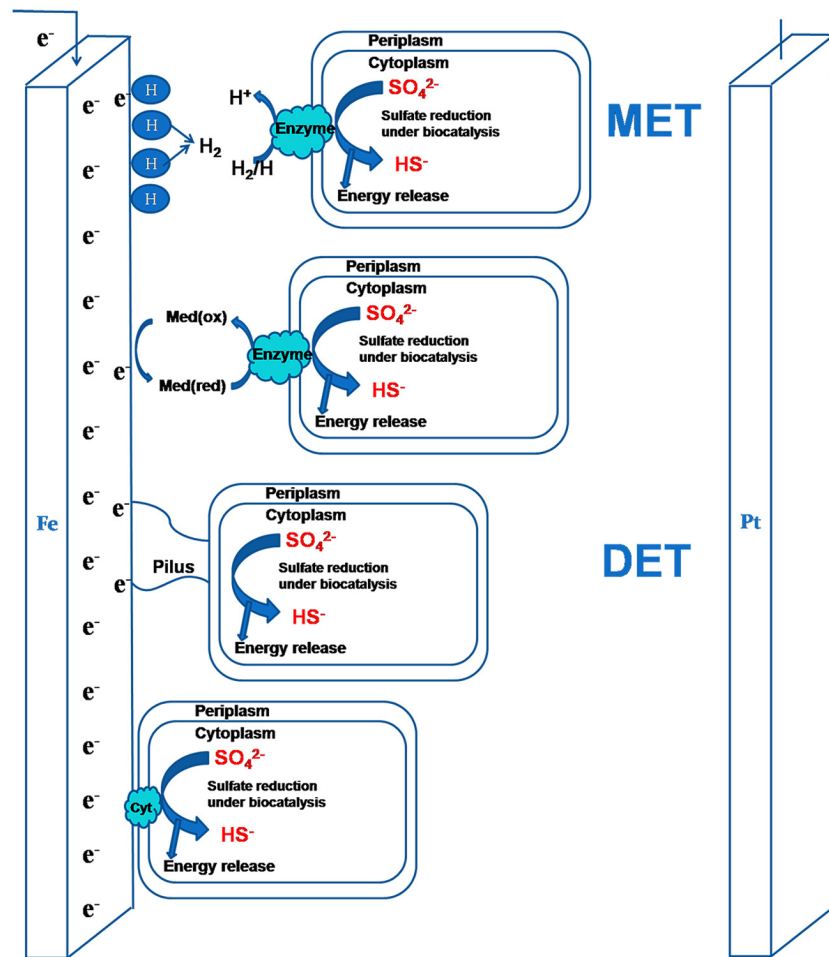 e⁻
Periplasm
Cytoplasm
SO₄²⁻
Sulfate reduction
under biocatalysis
HS⁻
Energy release
Enzyme
H⁺
H₂/H
H₂
H
H
H
H
e⁻
e⁻
e⁻
e⁻
MET
Periplasm
Cytoplasm
SO₄²⁻
Sulfate reduction
under biocatalysis
HS⁻
Energy release
Enzyme
Med(ox)
Med(red)
e⁻
e⁻
e⁻
e⁻
Fe
Pt
DET
Periplasm
Cytoplasm
SO₄²⁻
Sulfate reduction
under biocatalysis
HS⁻
Energy release
Pilus
e⁻
e⁻
e⁻
e⁻
e⁻
Periplasm
Cytoplasm
SO₄²⁻
Sulfate reduction
under biocatalysis
HS⁻
Energy release
Cyt
e⁻
e⁻
e⁻
e⁻
e⁻